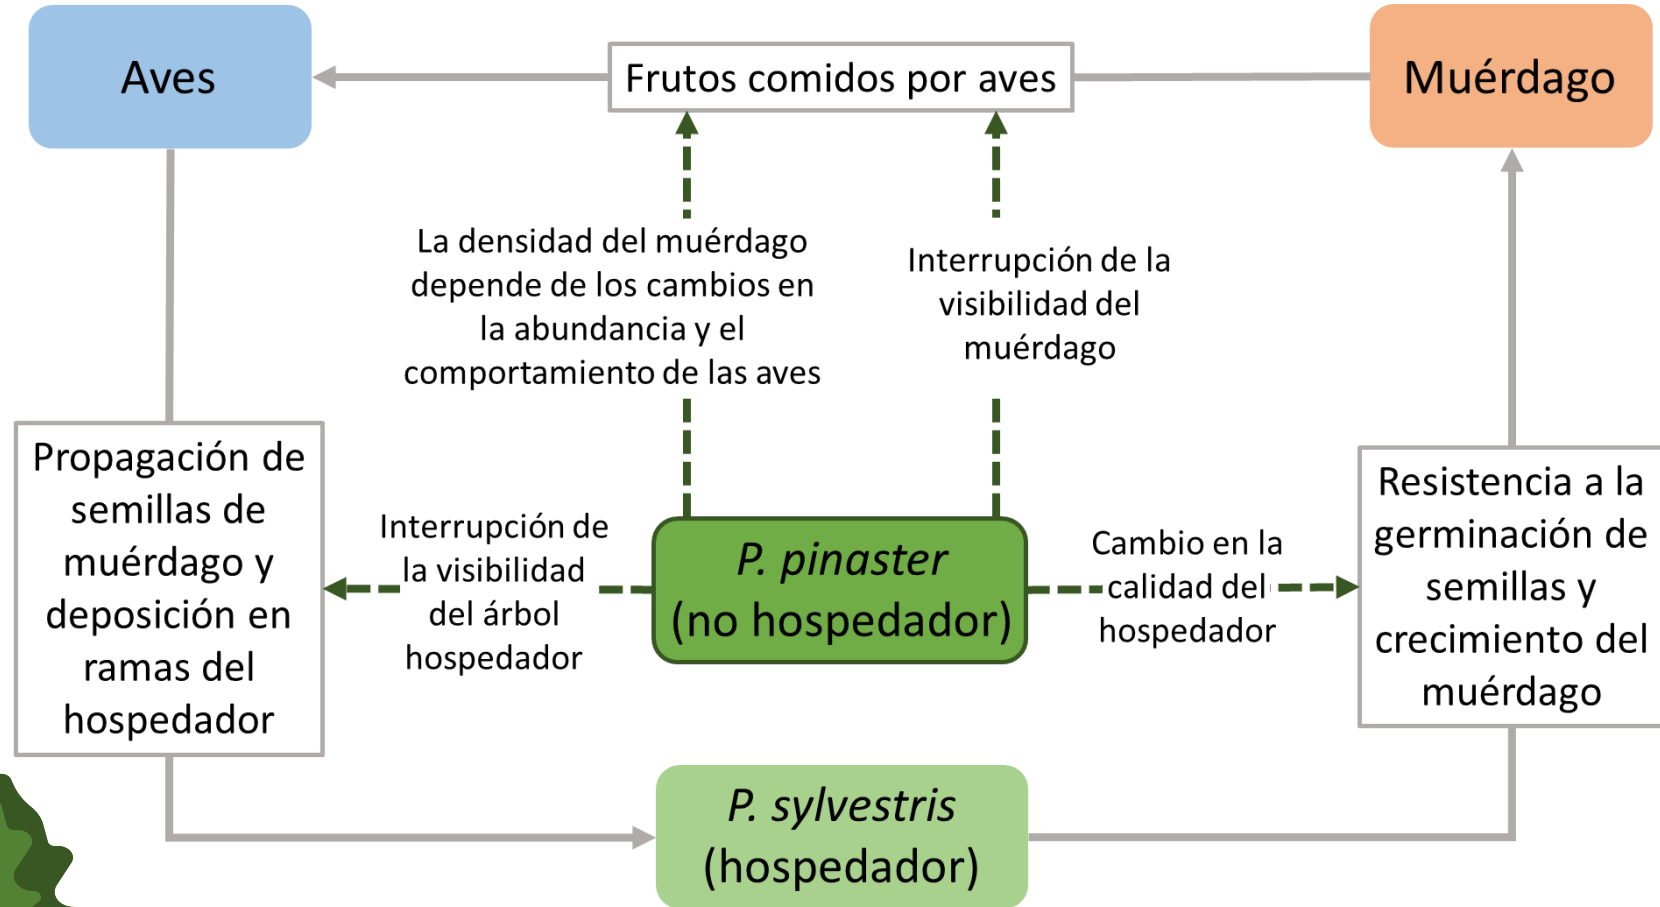 Aves
Frutos comidos por aves
Muérdago
La densidad del muérdago
depende de los cambios en
la abundancia y el
comportamiento de las aves
Interrupción de la
visibilidad del
muérdago
Propagación de
semillas de
muérdago y
deposición en
ramas del
hospedador
Interrupción de
la visibilidad
del árbol
hospedador
P. pinaster
(no hospedador)
Cambio en la
calidad del
hospedador
Resistencia a la
germinación de
semillas y
crecimiento del
muérdago
P. sylvestris
(hospedador)